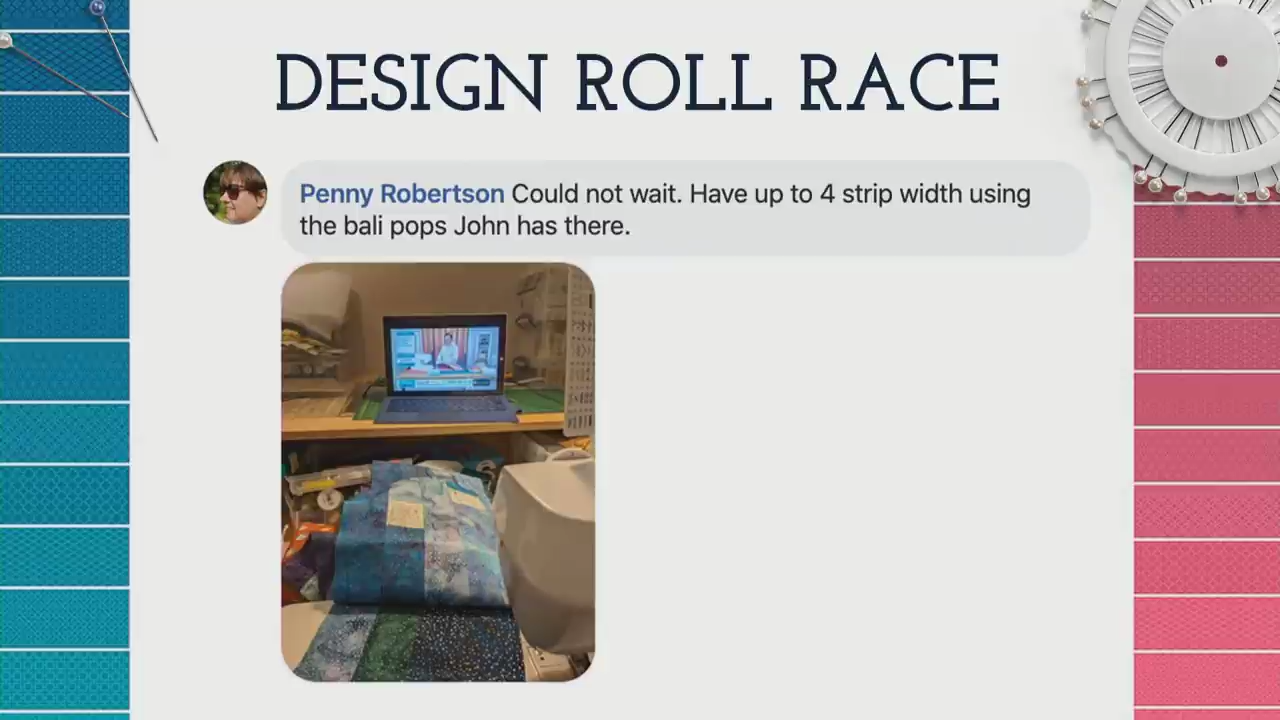 DESIGN ROLL RACE
Penny Robertson Could not wait. Have up to 4 strip width using
the bali pops John has there.